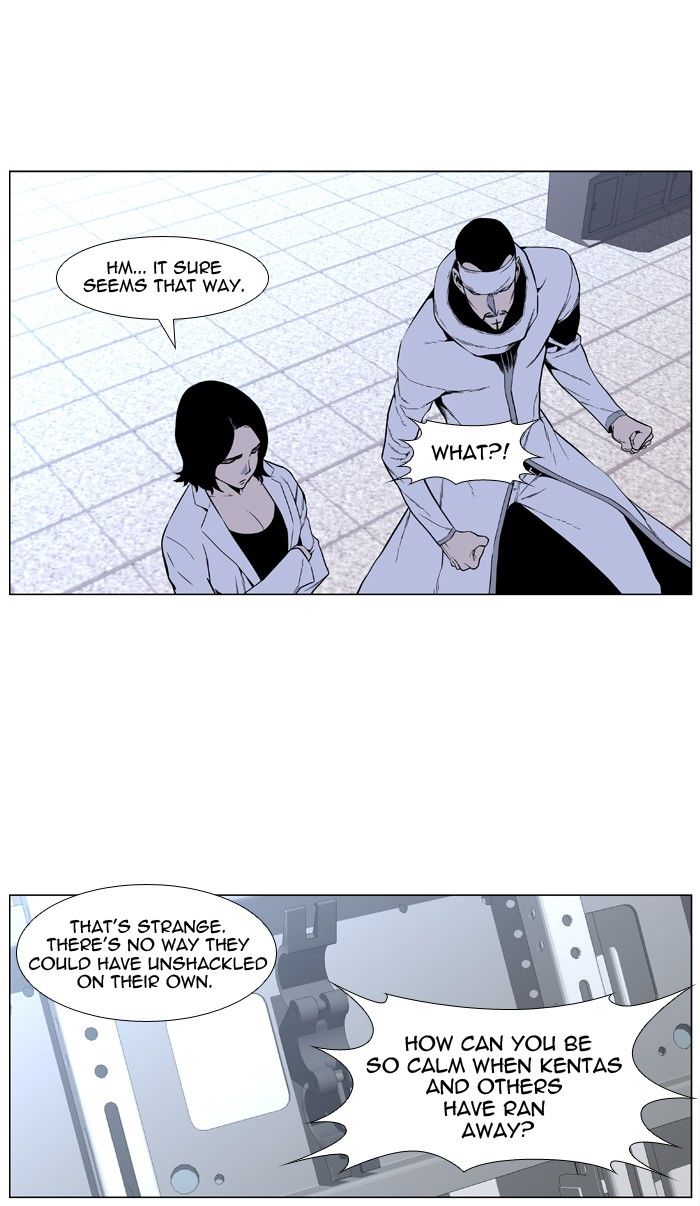 HM... IT SURE
SEEMS THAT WAY.
WHAT?!
THAT'S STRANGE.
THERE'S NO WAY THEY
COULD HAVE UNSHACKLED
ON THEIR OWN.
HOW CAN YOU BE
SO CALM WHEN KENTAS
AND OTHERS
HAVE RAN
AWAY?